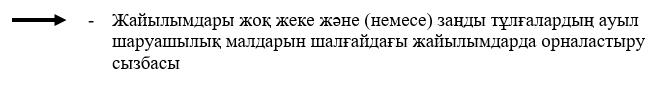 - Жайылымдары жоқ жеке және (немесе) заңды тұлғалардың ауыл
шаруашылық малдарын шалғайдағы жайылымдарда орналастыру
сызбасы